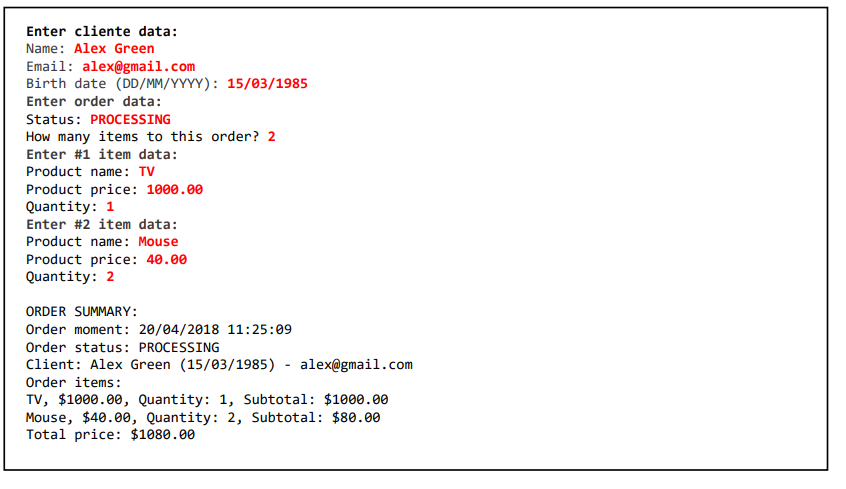 Enter cliente data:
Name: Alex Green
Email: alex@gmail.com
Birth date (DD/MM/YYYY): 15/03/1985
Enter order data:
Status: PROCESSING
How many items to this order? 2
Enter #1 item data:
Product name: TV
Product price: 1000.00
Quantity: 1
Enter #2 item data:
Product name: Mouse
Product price: 40.00
Quantity: 2
ORDER SUMMARY:
Order moment: 20/04/2018 11:25:09
Order status: PROCESSING
Client: Alex Green (15/03/1985) - alex@gmail.com
Order items:
TV, $1000.00, Quantity: 1, Subtotal: $1000.00
Mouse, $40.00, Quantity: 2, Subtotal: $80.00
Total price: $1080.00